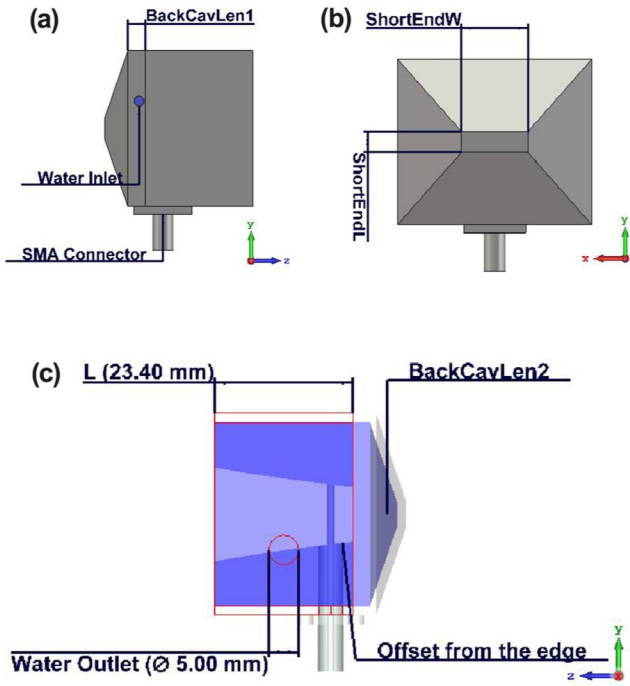 (a)
BackCavLen1
Water Inlet
SMA Connector
y
z
(b)
ShortEndW
ShortEndL
y
x
(c)
L (23.40 mm)
BackCavLen2
Water Outlet (Ø 5.00 mm)
Offset from the edge
y
z
x